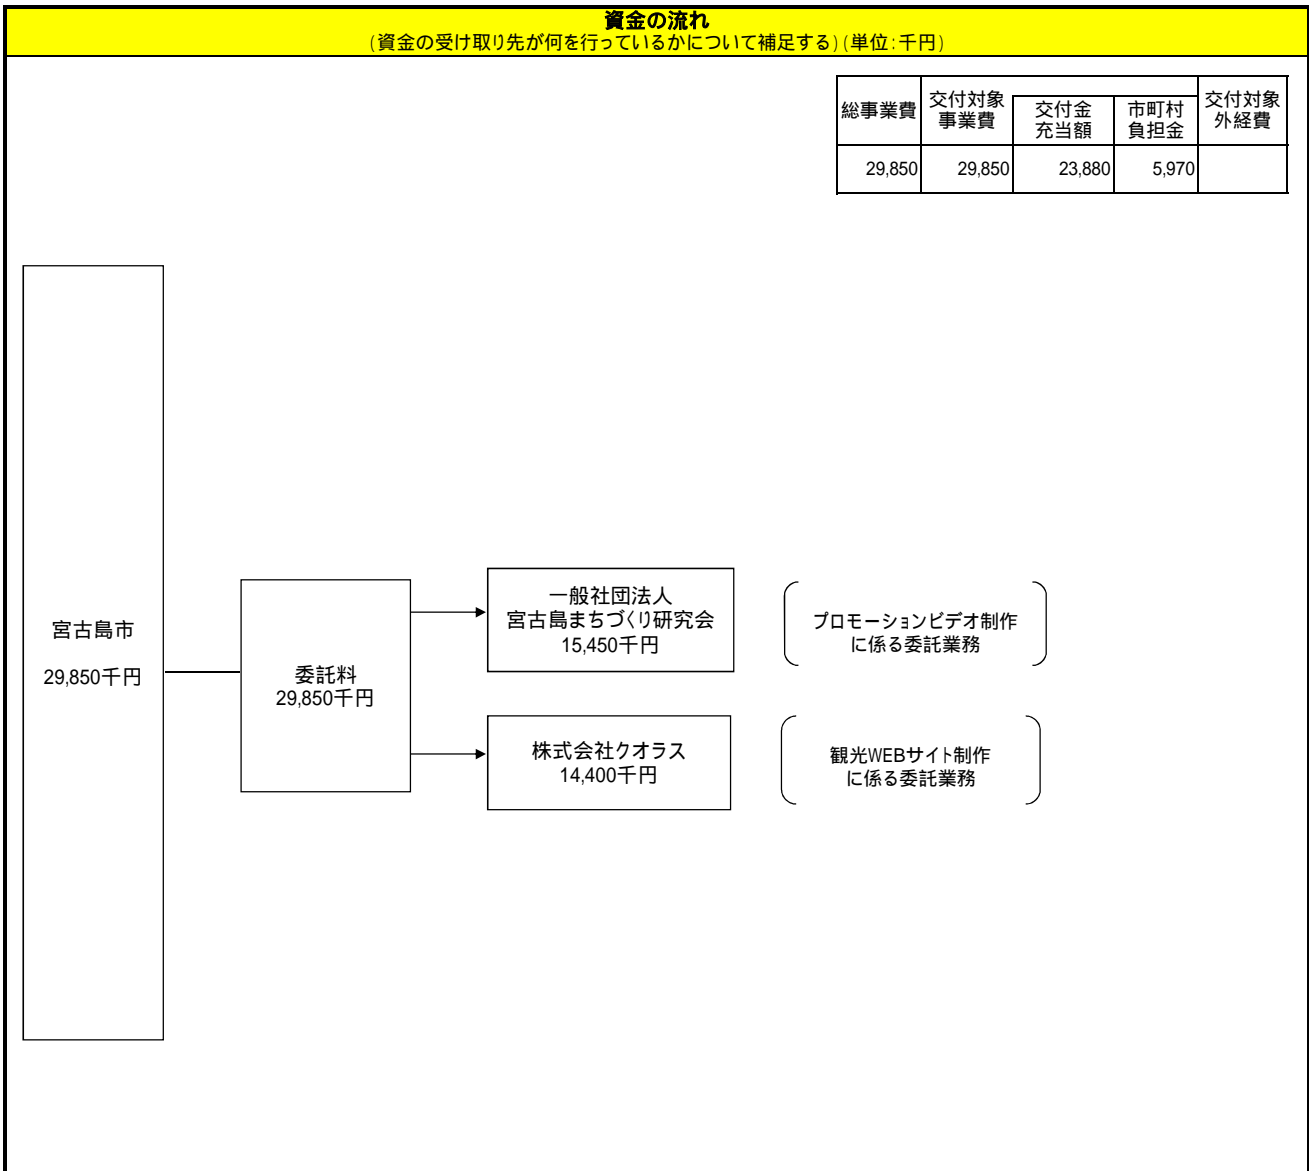 資金の流れ
(資金の受け取り先が何を行っているかについて補足する)(単位:千円)
総事業費
交付対象
事業費
交付金
充当額
市町村
負担金
交付対象
外経費
29,850
29,850
23,880
5,970
宮古島市
29,850千円
委託料
29,850千円
一般社団法人
宮古島まちづくり研究会
15,450千円
プロモーションビデオ制作
に係る委託業務
株式会社クオラス
14,400千円
観光WEBサイト制作
に係る委託業務